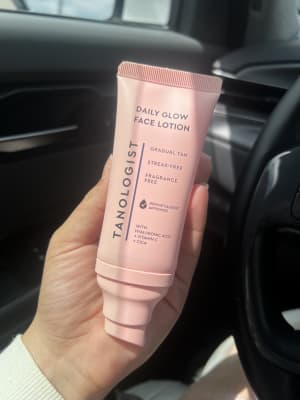 DAILY GLOW
FACE LOTION
TANOLOGIST
GRADUAL TAN
STREAK-FREE
FRAGRANCE
FREE
DERMATOLOGIST
APPROVED
WITH
HYALURONIC ACID
+ VITAMIN C
+ CICA